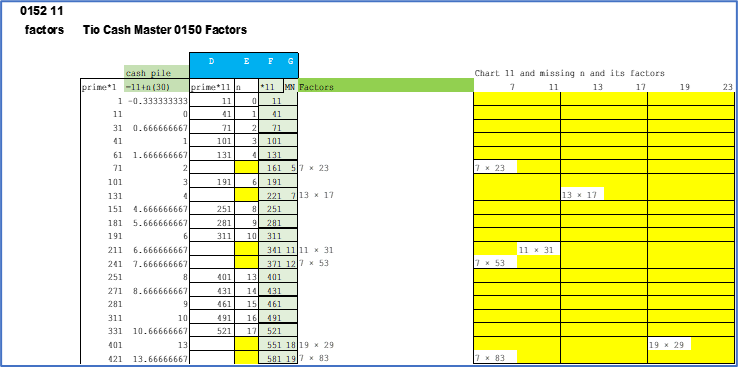 0152 11
factors Tio Cash Master 0150 Factors
D E F G
cash pile Chart 11 and missing n and its factors
prime*1 =11+n(30) prime*11 n *11 MN Factors 7 11 13 17 19 23
1 -0.333333333 11 0 11
11 0 41 1 41
31 0.666666667 71 2 71
41 1 101 3 101
61 1.666666667 131 4 131
71 2 161 5 7 × 23 7 × 23
101 3 191 6 191
131 4 221 7 13 × 17 13 × 17
151 4.666666667 251 8 251
181 5.666666667 281 9 281
191 6 311 10 311
211 6.666666667 341 11 11 × 31 11 × 31
241 7.666666667 371 12 7 × 53 7 × 53
251 8 401 13 401
271 8.666666667 431 14 431
281 9 461 15 461
311 10 491 16 491
331 10.66666667 521 17 521
401 13 551 18 19 × 29 19 × 29
421 13.66666667 581 19 7 × 83 7 × 83